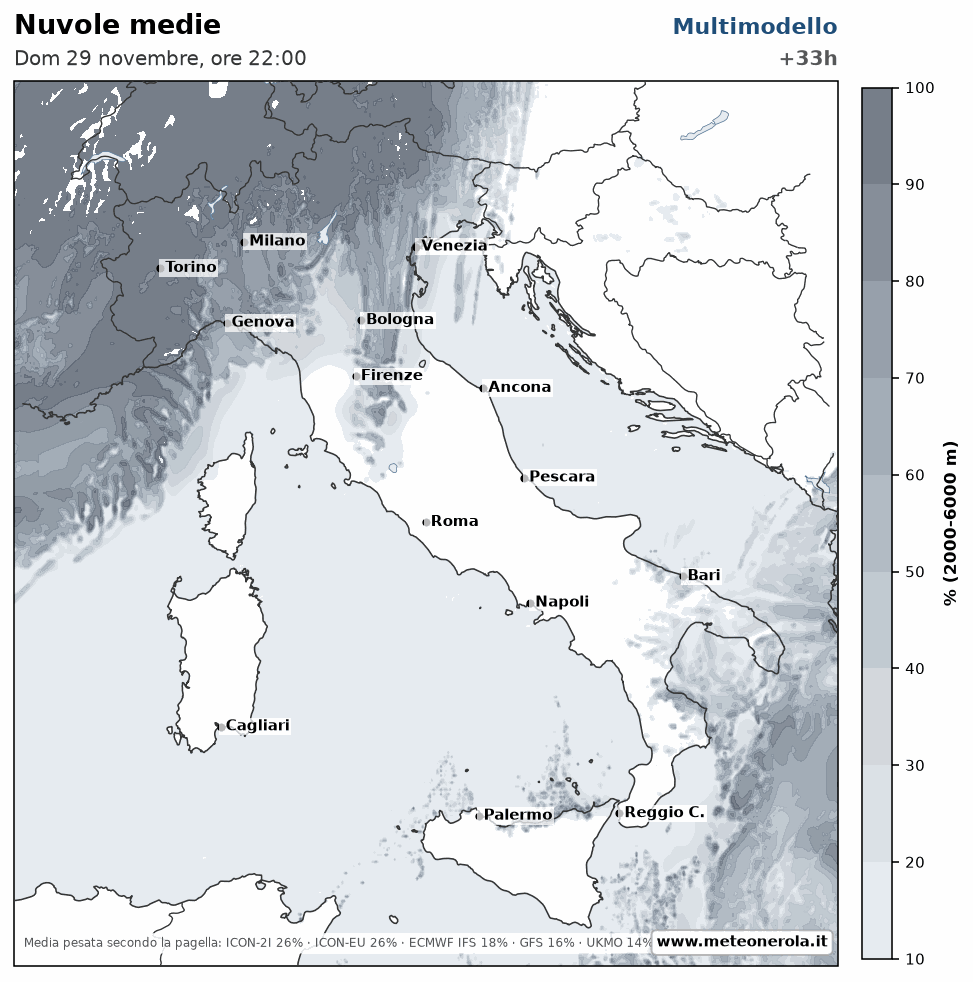 Nuvole medie
Multimodello
Dom 29 novembre, ore 22:00
+33h
100
90
80
70
60
50
40
30
20
10
% (2000-6000 m)
Milano
Venezia
Torino
Genova
Bologna
Firenze
Ancona
Pescara
Roma
Bari
Napoli
Cagliari
Palermo
Reggio C.
Media pesata secondo la pagella: ICON-2I 26% · ICON-EU 26% · ECMWF IFS 18% · GFS 16% · UKMO 14%
www.meteonerola.it